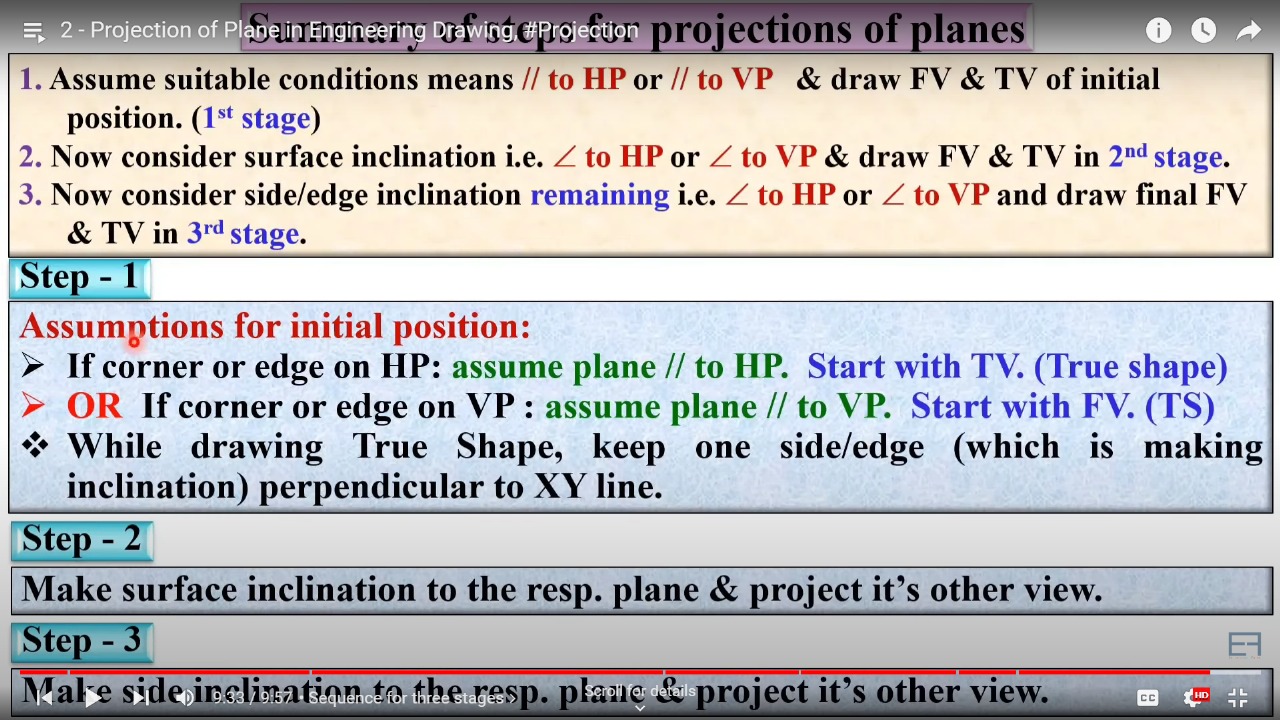 Summary of steps for projections of planes
2 - Projection of Plane in Engineering Drawing, #Projection
1. Assume suitable conditions means // to HP or // to VP & draw FV & TV of initial
position. (1st stage)
2. Now consider surface inclination i.e. ∠ to HP or ∠ to VP & draw FV & TV in 2nd stage.
3. Now consider side/edge inclination remaining i.e. ∠ to HP or ∠ to VP and draw final FV
& TV in 3rd stage.
Step - 1
Assumptions for initial position:
➢ If corner or edge on HP: assume plane // to HP. Start with TV. (True shape)
➢ OR If corner or edge on VP : assume plane // to VP. Start with FV. (TS)
❖ While drawing True Shape, keep one side/edge (which is making
inclination) perpendicular to XY line.
Step - 2
Make surface inclination to the resp. plane & project it’s other view.
Step - 3
Make side inclination to the resp. plane & project it’s other view.
9:33 / 9:57 • Sequence for three stages ›
Scroll for details
CC
HD